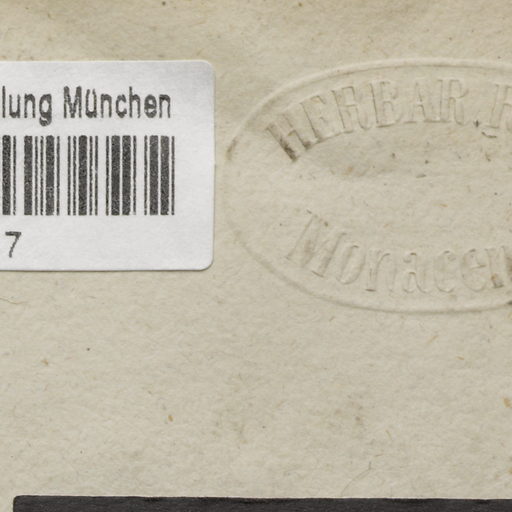 lung München
7
HERBAR. R
Monacen